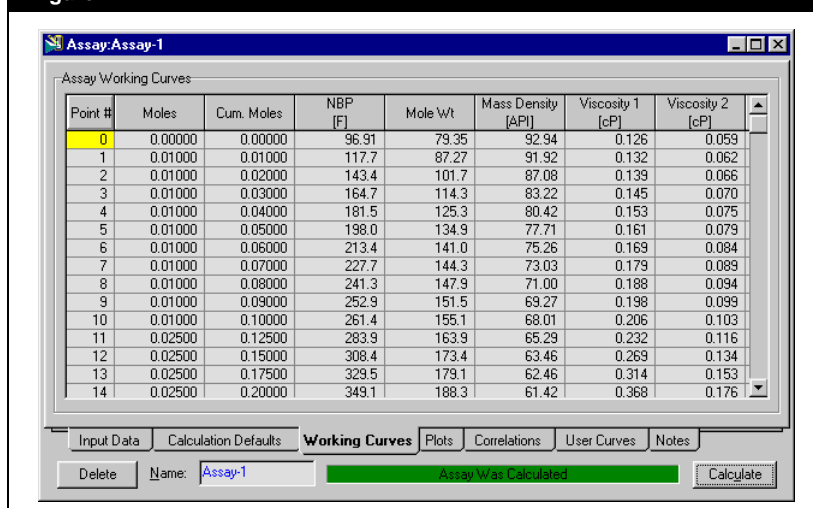 Assay:Assay-1
Assay Working Curves
Point # Moles Cum. Moles NBP [F] Mole Wt Mass Density [API] Viscosity 1 [cP] Viscosity 2 [cP]
0 0.00000 0.00000 96.91 79.35 92.94 0.126 0.059
1 0.01000 0.01000 117.7 87.27 91.92 0.132 0.062
2 0.01000 0.02000 143.4 101.7 87.08 0.139 0.066
3 0.01000 0.03000 164.7 114.3 83.22 0.145 0.070
4 0.01000 0.04000 181.5 125.3 80.42 0.153 0.075
5 0.01000 0.05000 198.0 134.9 77.71 0.161 0.079
6 0.01000 0.06000 213.4 141.0 75.26 0.169 0.084
7 0.01000 0.07000 227.7 144.3 73.03 0.179 0.089
8 0.01000 0.08000 241.3 147.9 71.00 0.188 0.094
9 0.01000 0.09000 252.9 151.5 69.27 0.198 0.099
10 0.01000 0.10000 261.4 155.1 68.01 0.206 0.103
11 0.02500 0.12500 283.9 163.9 65.29 0.232 0.116
12 0.02500 0.15000 308.4 173.4 63.46 0.269 0.134
13 0.02500 0.17500 329.5 179.1 62.46 0.314 0.153
14 0.02500 0.20000 349.1 188.3 61.42 0.368 0.176
Input Data Calculation Defaults Working Curves Plots Correlations User Curves Notes
Delete Name: Assay-1 Assay Was Calculated Calculate